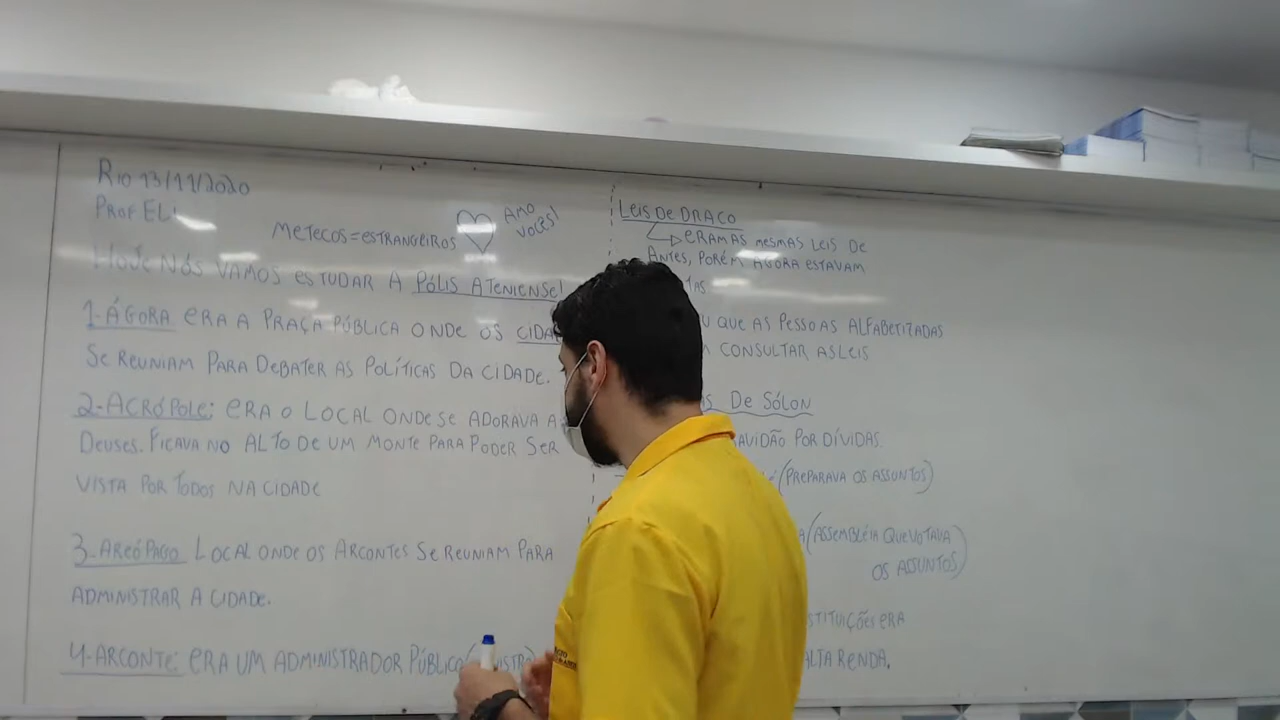 RIO 13/11/2020
PROF ELI
METECOS=ESTRANGEIROS
AMO
VOCÊS!
HOJE NÓS VAMOS ESTUDAR A PÓLIS ATENIENSE!
1-ÁGORA ERA A PRAÇA PÚBLICA ONDE OS
SE REUNIAM PARA DEBATER AS POLÍTICAS DA CIDADE.
2-ACRÓPOLE: ERA O LOCAL ONDE SE ADORAVA A
DEUSES. FICAVA NO ALTO DE UM MONTE PARA PODER SER
VISTA POR TODOS NA CIDADE
3-AREÓPAGO LOCAL ONDE OS ARCONTES SE REUNIAM PARA
ADMINISTRAR A CIDADE.
4-ARCONTE: ERA UM ADMINISTRADOR PÚBLICO
LEIS DE DRACO
ERAM AS MESMAS LEIS DE
ANTES, PORÉM AGORA ESTAVAM
QUE AS PESSOAS ALFABETIZADAS
CONSULTAR AS LEIS
DE SÓLON
POR DÍVIDAS.
(PREPARAVA OS ASSUNTOS)
(ASSEMBLÉIA QUE VOTAVA
OS ASSUNTOS)
ERA
ALTA RENDA.